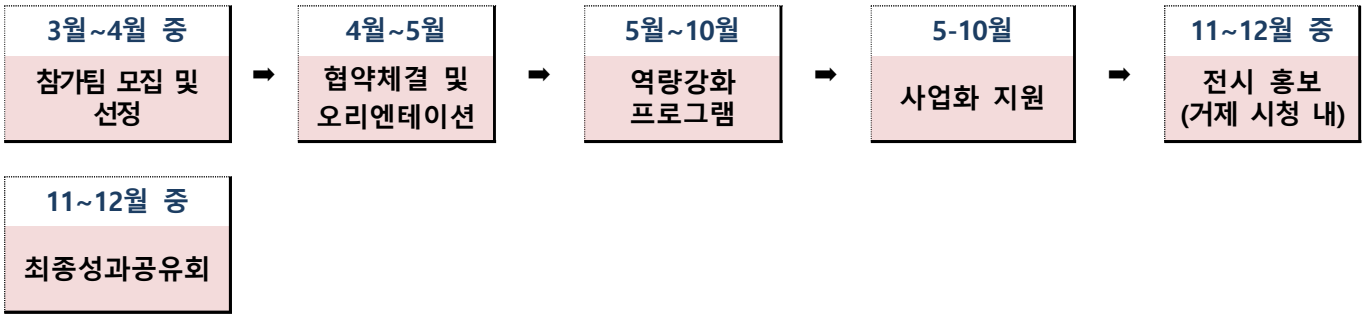 3월~4월 중
참가팀 모집 및
선정
➡
4월~5월
협약체결 및
오리엔테이션
➡
5월~10월
역량강화
프로그램
➡
5-10월
사업화 지원
➡
11~12월 중
전시 홍보
(거제 시청 내)
11~12월 중
최종성과공유회